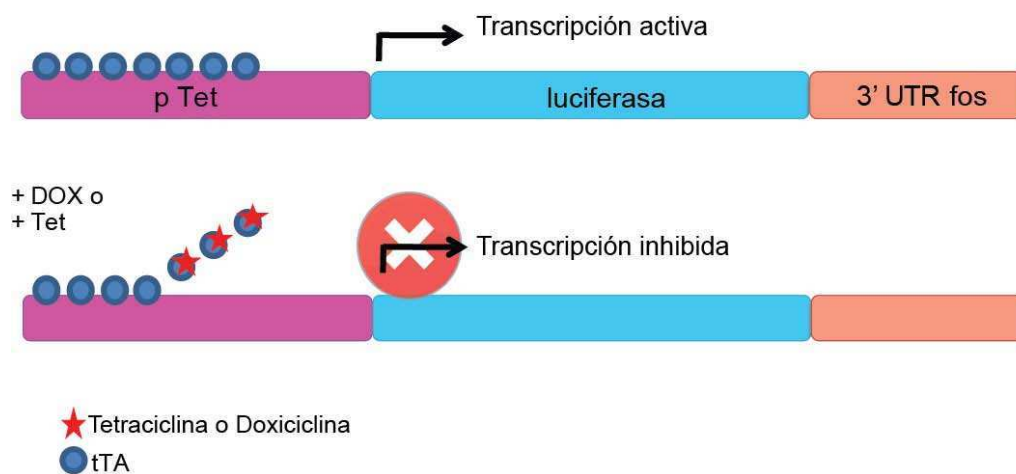 Transcripción activa
p Tet
luciferasa
3' UTR fos
+ DOX o
+ Tet
Transcripción inhibida
Tetraciclina o Doxiciclina
tTA